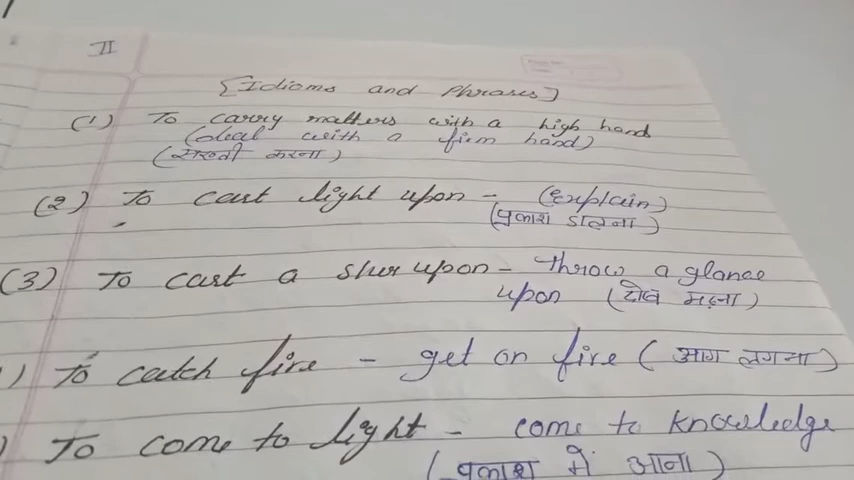 II
[Idioms and Phrases]
(1) To carry matters with a high hand
(deal with a firm hand)
(सख्ती करना)
(2) To cast light upon - (explain)
(प्रकाश डालना)
(3) To cast a slur upon - Throw a glance
upon (दोष मढ़ना)
) To catch fire - get on fire (आग लगना)
) To come to light - come to knowledge
(प्रकाश में आना)